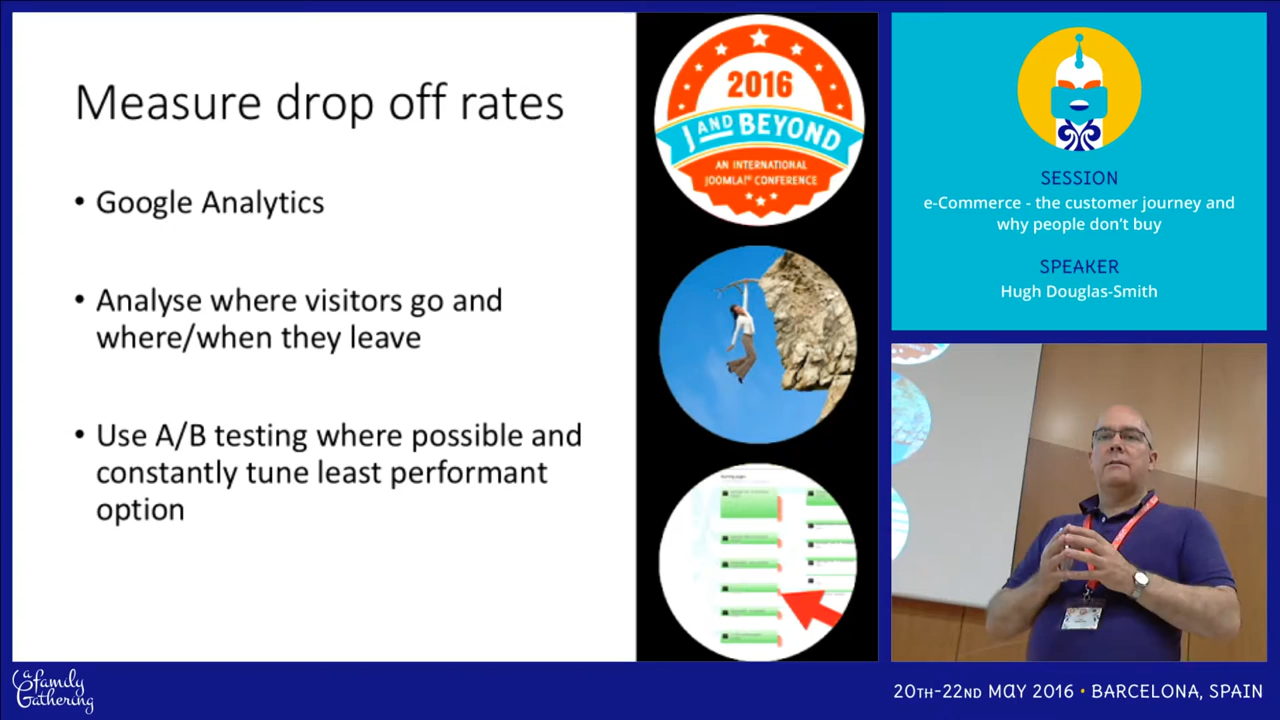 Measure drop off rates
• Google Analytics
• Analyse where visitors go and
where/when they leave
• Use A/B testing where possible and
constantly tune least performant
option
2016
J AND BEYOND
AN INTERNATIONAL
JOOMLA!® CONFERENCE
SESSION
e-Commerce - the customer journey and
why people don't buy
SPEAKER
Hugh Douglas-Smith
a family
Gathering
20TH-22ND MAY 2016 • BARCELONA, SPAIN